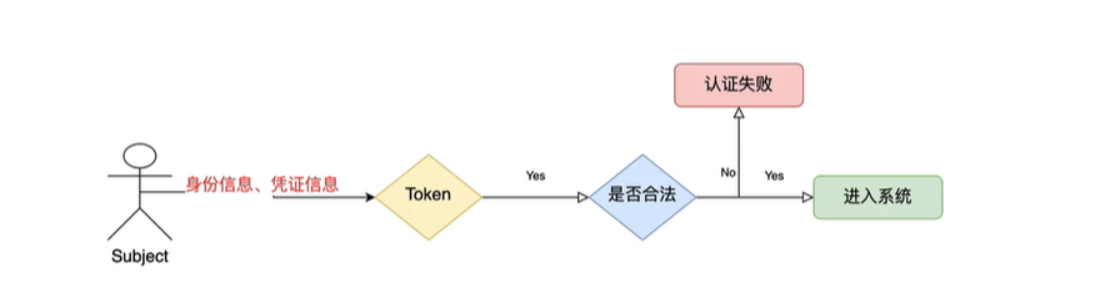 认证失败
身份信息、凭证信息
Token
Yes
是否合法
No
Yes
进入系统
Subject